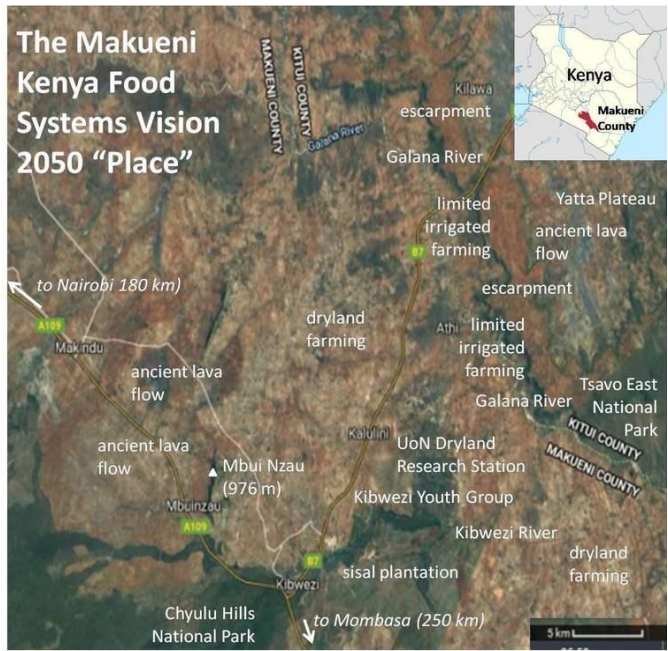 The Makueni
Kenya Food
Systems Vision
2050 “Place”
MAKUENI COUNTY
KITUI COUNTY
Galana River
Kilawa
escarpment
Galana River
Kenya
Makueni
County
Yatta Plateau
limited
irrigated
farming
ancient lava
flow
B7
escarpment
to Nairobi 180 km)
A109
Makindu
dryland
farming
Athi
limited
irrigated
farming
ancient lava
flow
Galana River
Tsavo East
National
Park
KITUI COUNTY
MAKUENI COUNTY
ancient lava
flow
Kalulini
UoN Dryland
Research Station
Mbui Nzau
(976 m)
Kibwezi Youth Group
Mbuinzau
A109
Kibwezi River
dryland
farming
B7
sisal plantation
Kibwezi
Chyulu Hills
National Park
to Mombasa (250 km)
5 km